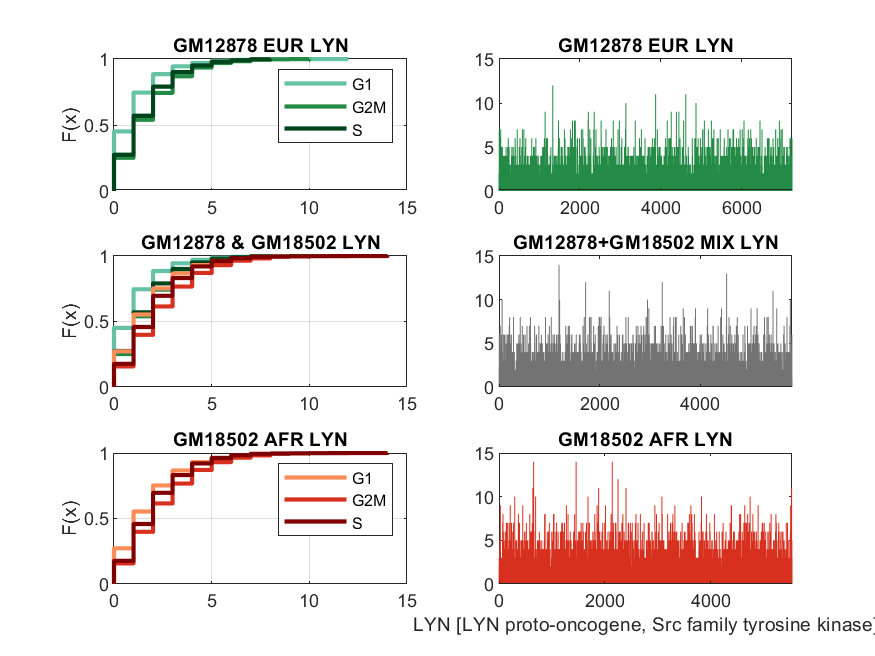 GM12878 EUR LYN
F(x)
1
0.5
0
0 5 10 15
G1
G2M
S
GM12878 EUR LYN
15
10
5
0
0 2000 4000 6000
GM12878 & GM18502 LYN
F(x)
1
0.5
0
0 5 10 15
GM12878+GM18502 MIX LYN
15
10
5
0
0 2000 4000
GM18502 AFR LYN
F(x)
1
0.5
0
0 5 10 15
G1
G2M
S
GM18502 AFR LYN
15
10
5
0
0 2000 4000
LYN [LYN proto-oncogene, Src family tyrosine kinase]